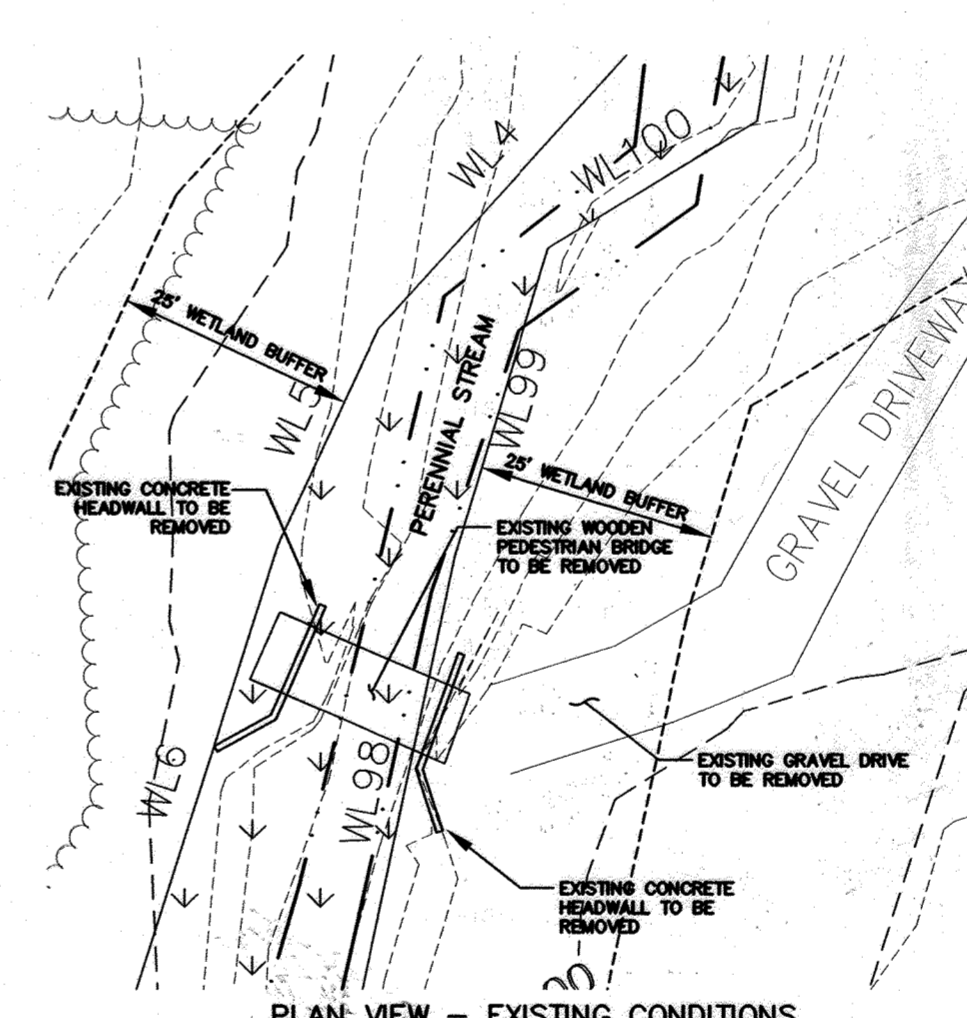 WL4
WL100
25' WETLAND BUFFER
WL5
PERENNIAL STREAM
WL99
25' WETLAND BUFFER
GRAVEL DRIVEWAY
EXISTING CONCRETE
HEADWALL TO BE
REMOVED
EXISTING WOODEN
PEDESTRIAN BRIDGE
TO BE REMOVED
WL6
WL98
EXISTING GRAVEL DRIVE
TO BE REMOVED
EXISTING CONCRETE
HEADWALL TO BE
REMOVED
PLAN VIEW – EXISTING CONDITIONS